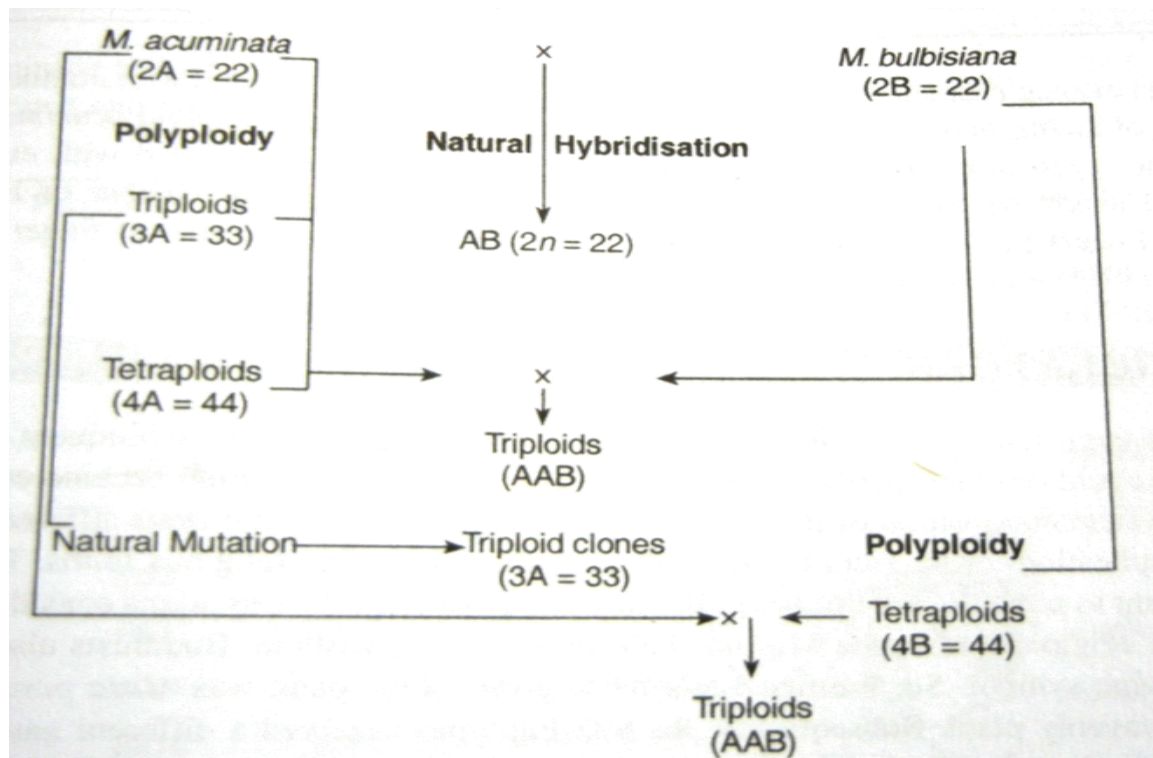 M. acuminata
(2A = 22)
×
M. bulbisiana
(2B = 22)
Polyploidy
Natural Hybridisation
Triploids
(3A = 33)
AB (2n = 22)
Tetraploids
(4A = 44)
×
Triploids
(AAB)
Natural Mutation
Triploid clones
(3A = 33)
Polyploidy
×
Tetraploids
(4B = 44)
Triploids
(AAB)